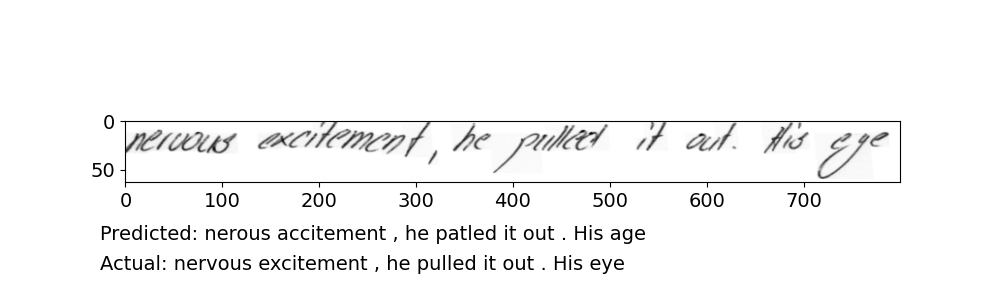 0
nervous excitement, he pulled it out. His eye
50
0 100 200 300 400 500 600 700
Predicted: nerous accitement , he patled it out . His age
Actual: nervous excitement , he pulled it out . His eye